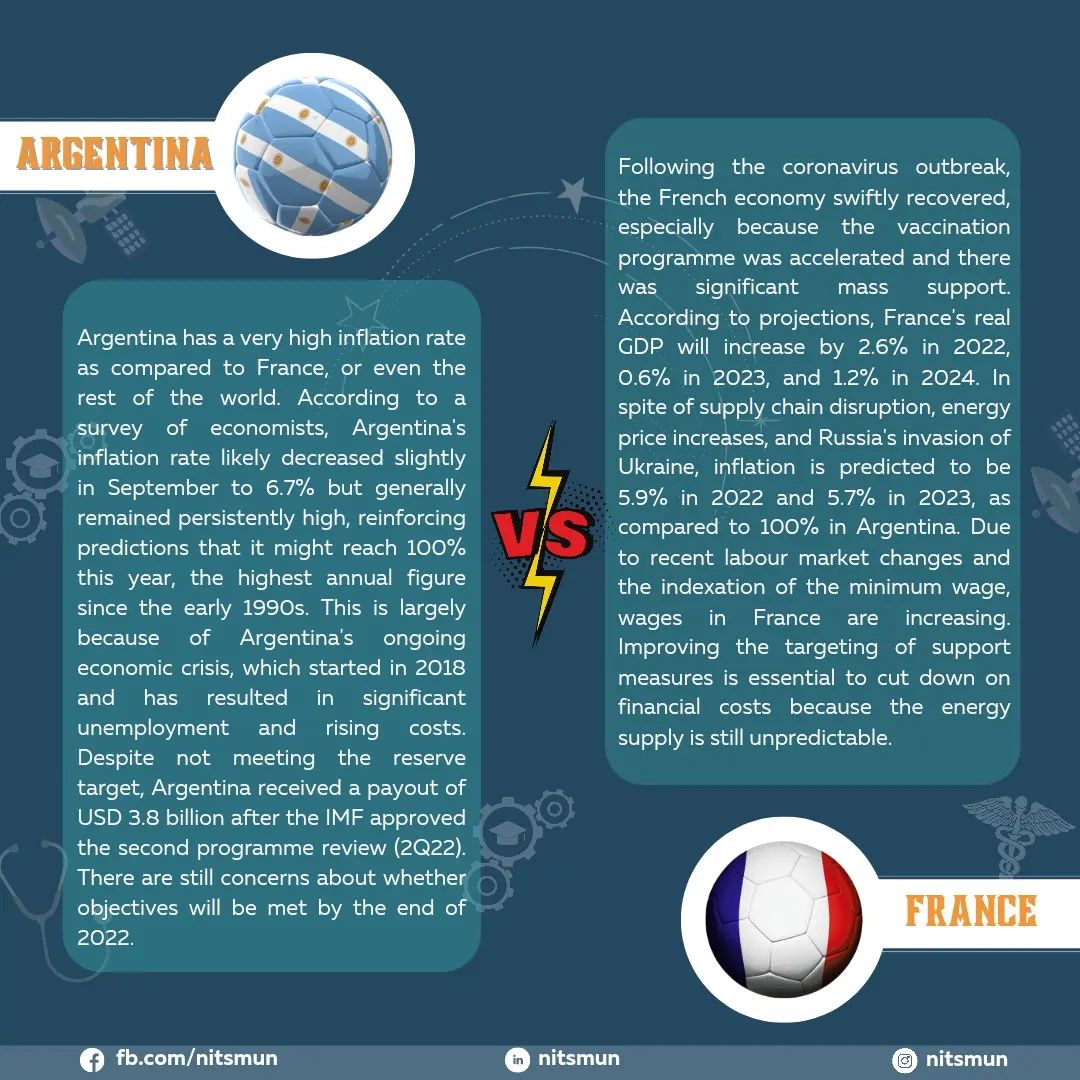 ARGENTINA
Argentina has a very high inflation rate
as compared to France, or even the
rest of the world. According to a
survey of economists, Argentina's
inflation rate likely decreased slightly
in September to 6.7% but generally
remained persistently high, reinforcing
predictions that it might reach 100%
this year, the highest annual figure
since the early 1990s. This is largely
because of Argentina's ongoing
economic crisis, which started in 2018
and has resulted in significant
unemployment and rising costs.
Despite not meeting the reserve
target, Argentina received a payout of
USD 3.8 billion after the IMF approved
the second programme review (2Q22).
There are still concerns about whether
objectives will be met by the end of
2022.
VS
Following the coronavirus outbreak,
the French economy swiftly recovered,
especially because the vaccination
programme was accelerated and there
was significant mass support.
According to projections, France's real
GDP will increase by 2.6% in 2022,
0.6% in 2023, and 1.2% in 2024. In
spite of supply chain disruption, energy
price increases, and Russia's invasion of
Ukraine, inflation is predicted to be
5.9% in 2022 and 5.7% in 2023, as
compared to 100% in Argentina. Due
to recent labour market changes and
the indexation of the minimum wage,
wages in France are increasing.
Improving the targeting of support
measures is essential to cut down on
financial costs because the energy
supply is still unpredictable.
FRANCE
fb.com/nitsmun
in nitsmun
nitsmun